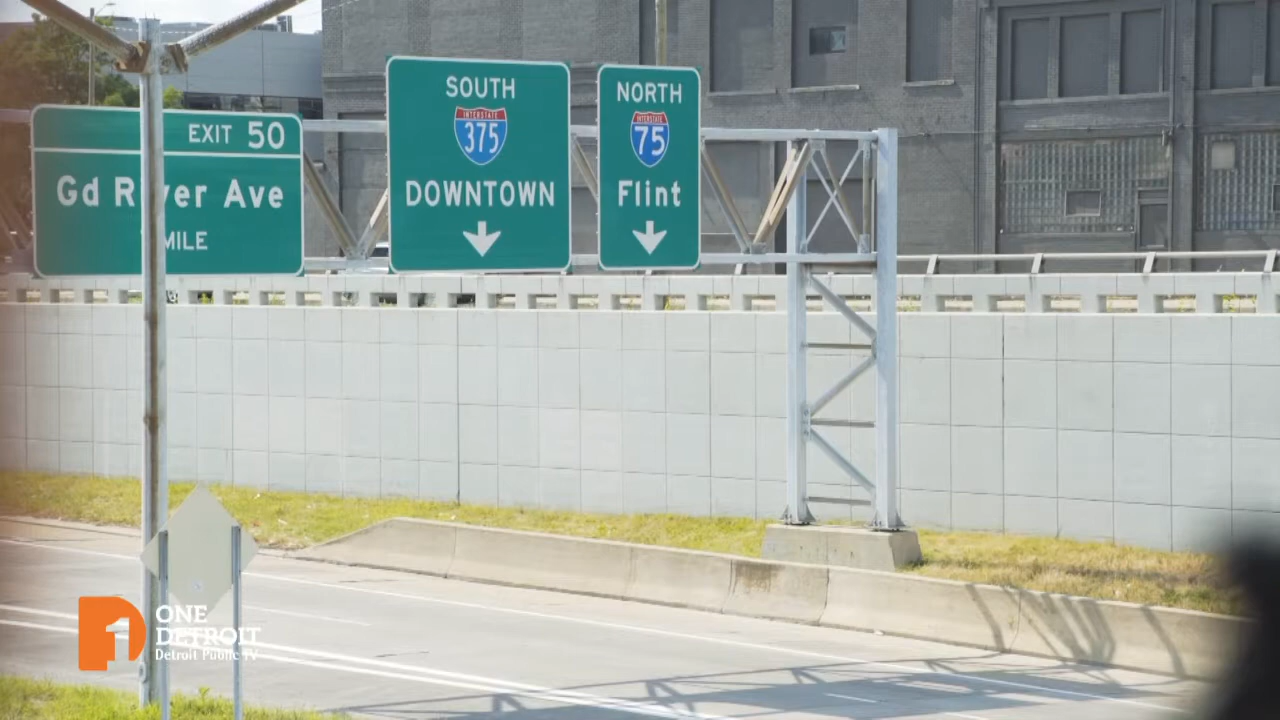 EXIT 50
Gd River Ave
MILE
SOUTH
INTERSTATE
375
DOWNTOWN
NORTH
INTERSTATE
75
Flint
1
ONE
DETROIT
Detroit Public TV